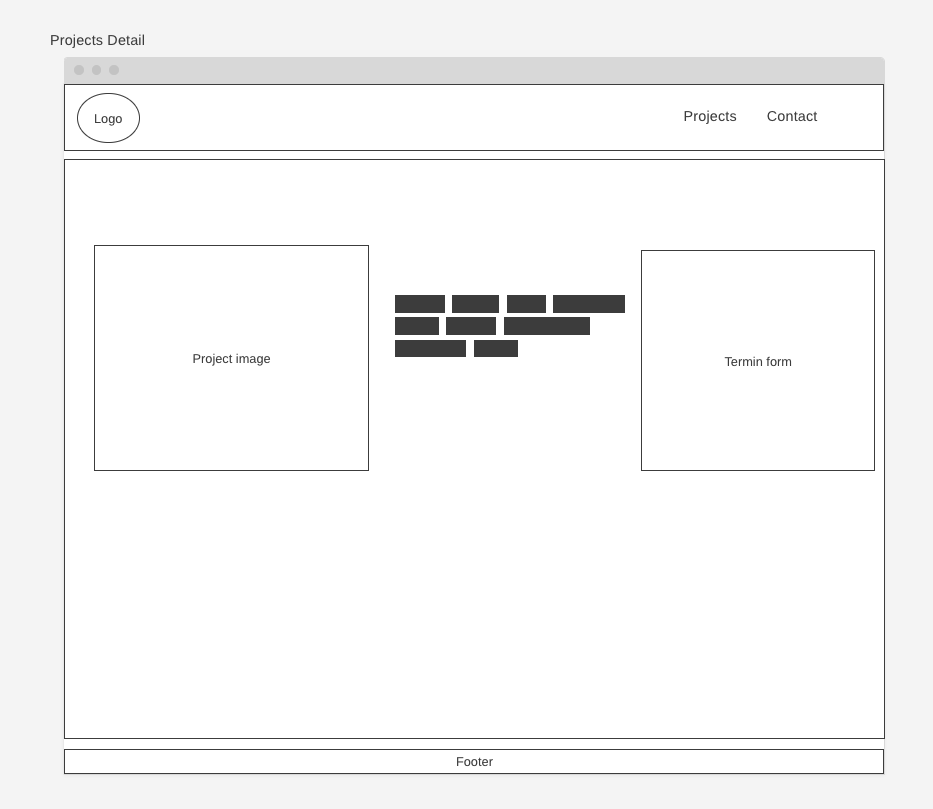 Projects Detail
Logo
Projects
Contact
Project image
Termin form
Footer